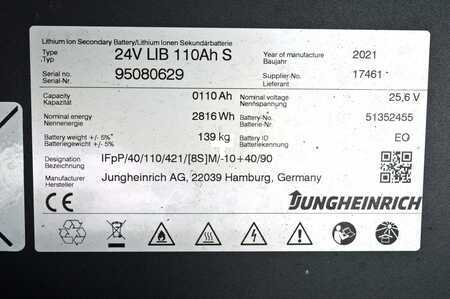 Lithium Ion Secondary Battery/Lithium Ionen Sekundärbatterie
Type 24V LIB 110Ah S Year of manufacture 2021
Typ Baujahr
Serial no. 95080629 Supplier-No. 17461
Serial-Nr. Lieferant
Capacity 0110 Ah Nominal voltage 25,6 V
Kapazität Nennspannung
Nominal energy 2816 Wh Battery-No. 51352455
Nennenergie Batterie-Nr.
Battery weight +/- 5% 139 kg Battery ID EO
Batteriegewicht +/- 5% Batterie ID
Designation IFpP/40/110/421/[8S]M/-10+40/90
Bezeichnung
Manufacturer Jungheinrich AG, 22039 Hamburg, Germany
Hersteller
CE JUNGHEINRICH